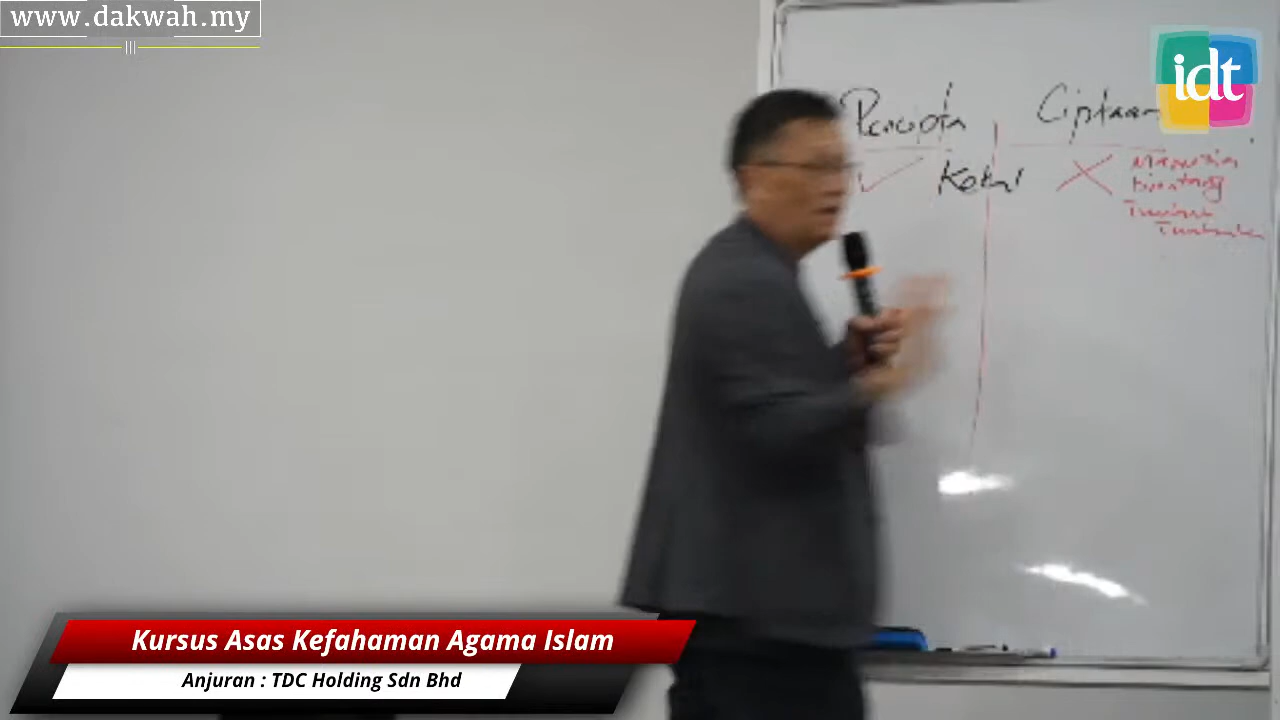 www.dakwah.my
idt
Pencipta
Ciptaan
Kekal
Manusia
binatang
Kursus Asas Kefahaman Agama Islam
Anjuran : TDC Holding Sdn Bhd